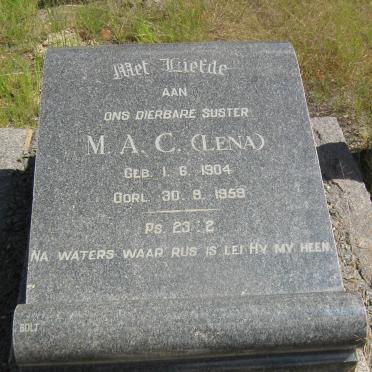 Met Liefde
AAN
ONS DIERBARE SUSTER
M. A. C. (LENA)
GEB. 1. 6. 1904
OORL. 30. 9. 1959
PS. 23 : 2
NA WATERS WAAR RUS IS LEI HY MY HEEN.
BOLT